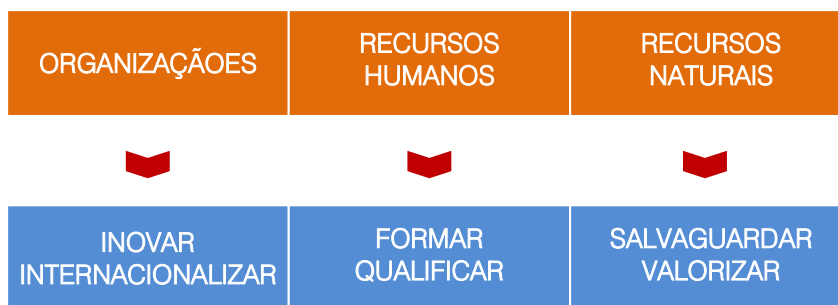 ORGANIZAÇÃOES
RECURSOS
HUMANOS
RECURSOS
NATURAIS
INOVAR
INTERNACIONALIZAR
FORMAR
QUALIFICAR
SALVAGUARDAR
VALORIZAR